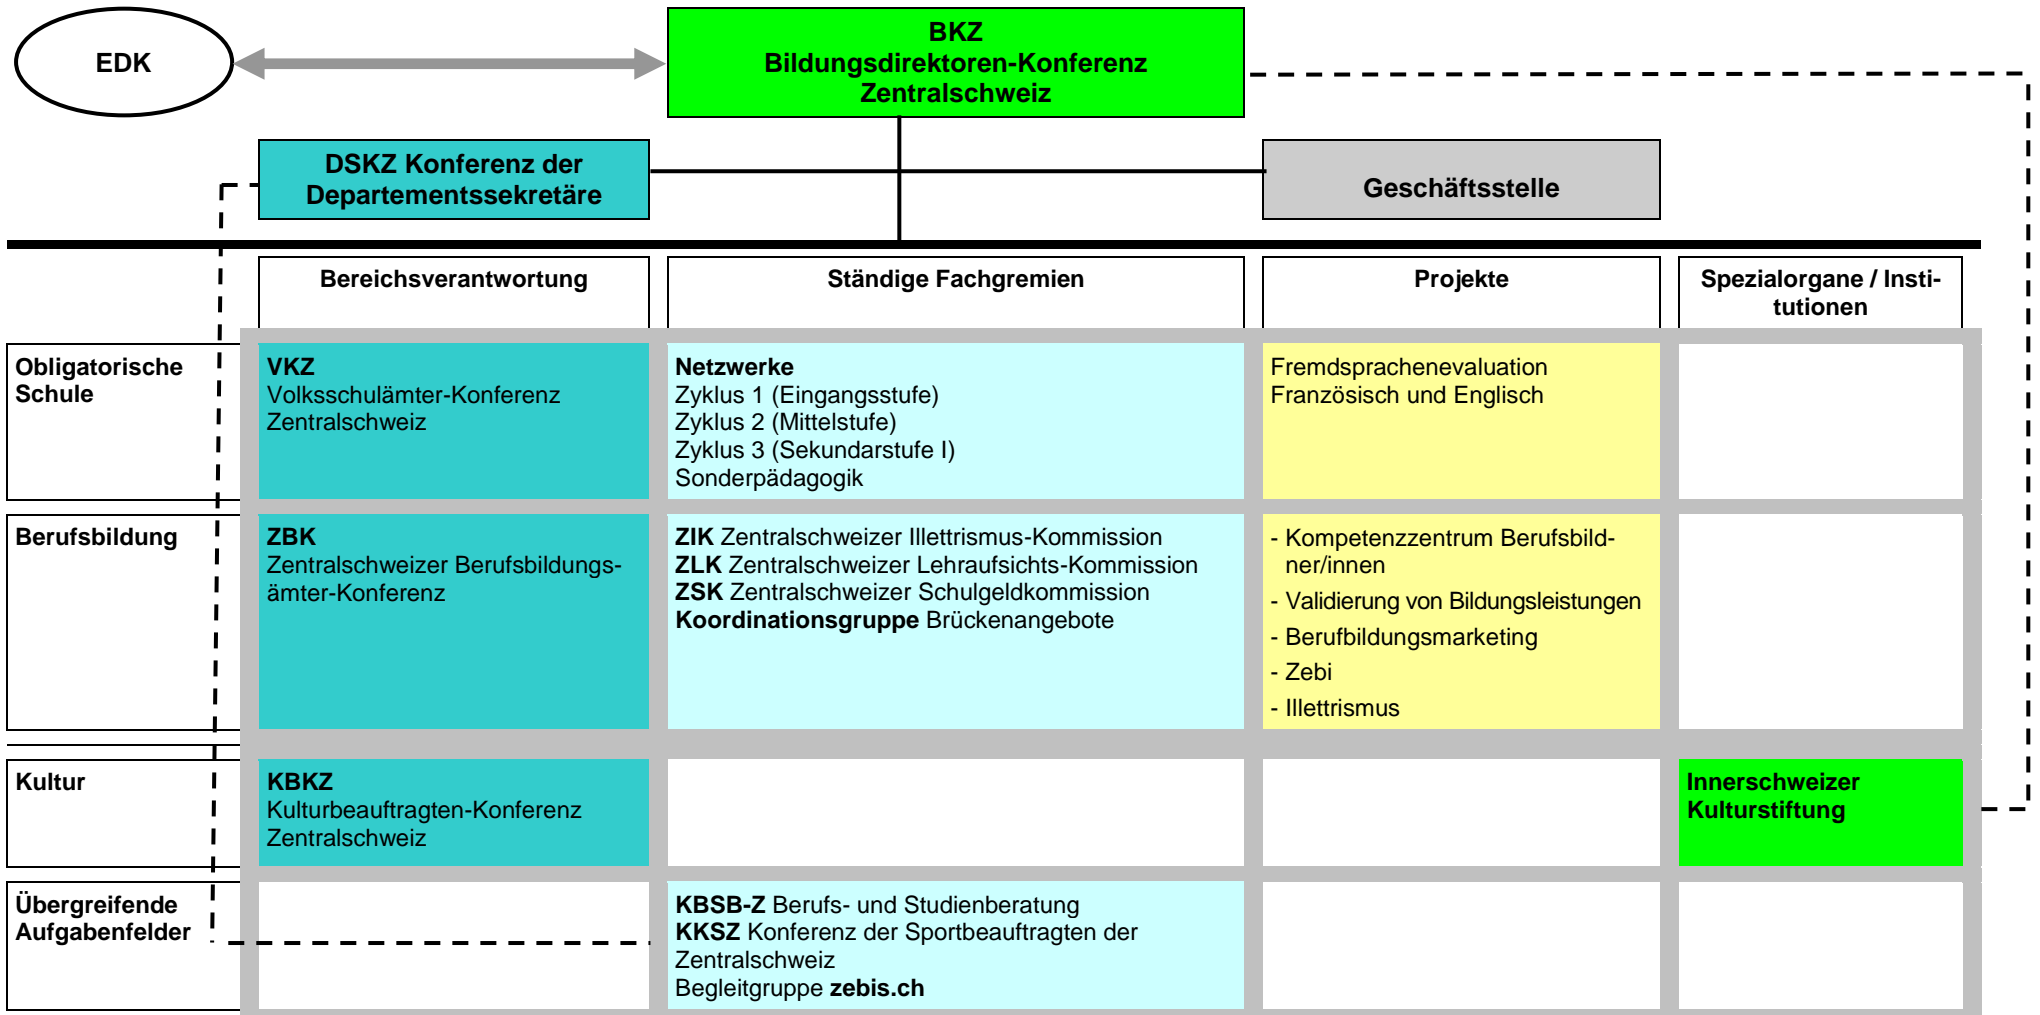 EDK
BKZ
Bildungsdirektoren-Konferenz
Zentralschweiz
DSKZ Konferenz der
Departementssekretäre
Geschäftsstelle
Bereichsverantwortung
Ständige Fachgremien
Projekte
Spezialorgane / Insti-
tutionen
Obligatorische
Schule
VKZ
Volksschulämter-Konferenz
Zentralschweiz
Netzwerke
Zyklus 1 (Eingangsstufe)
Zyklus 2 (Mittelstufe)
Zyklus 3 (Sekundarstufe I)
Sonderpädagogik
Fremdsprachenevaluation
Französisch und Englisch
Berufsbildung
ZBK
Zentralschweizer Berufsbildungs-
ämter-Konferenz
ZIK Zentralschweizer Illettrismus-Kommission
ZLK Zentralschweizer Lehraufsichts-Kommission
ZSK Zentralschweizer Schulgeldkommission
Koordinationsgruppe Brückenangebote
- Kompetenzzentrum Berufsbild-
ner/innen
- Validierung von Bildungsleistungen
- Berufbildungsmarketing
- Zebi
- Illettrismus
Kultur
KBKZ
Kulturbeauftragten-Konferenz
Zentralschweiz
Innerschweizer
Kulturstiftung
Übergreifende
Aufgabenfelder
KBSB-Z Berufs- und Studienberatung
KKSZ Konferenz der Sportbeauftragten der
Zentralschweiz
Begleitgruppe zebis.ch